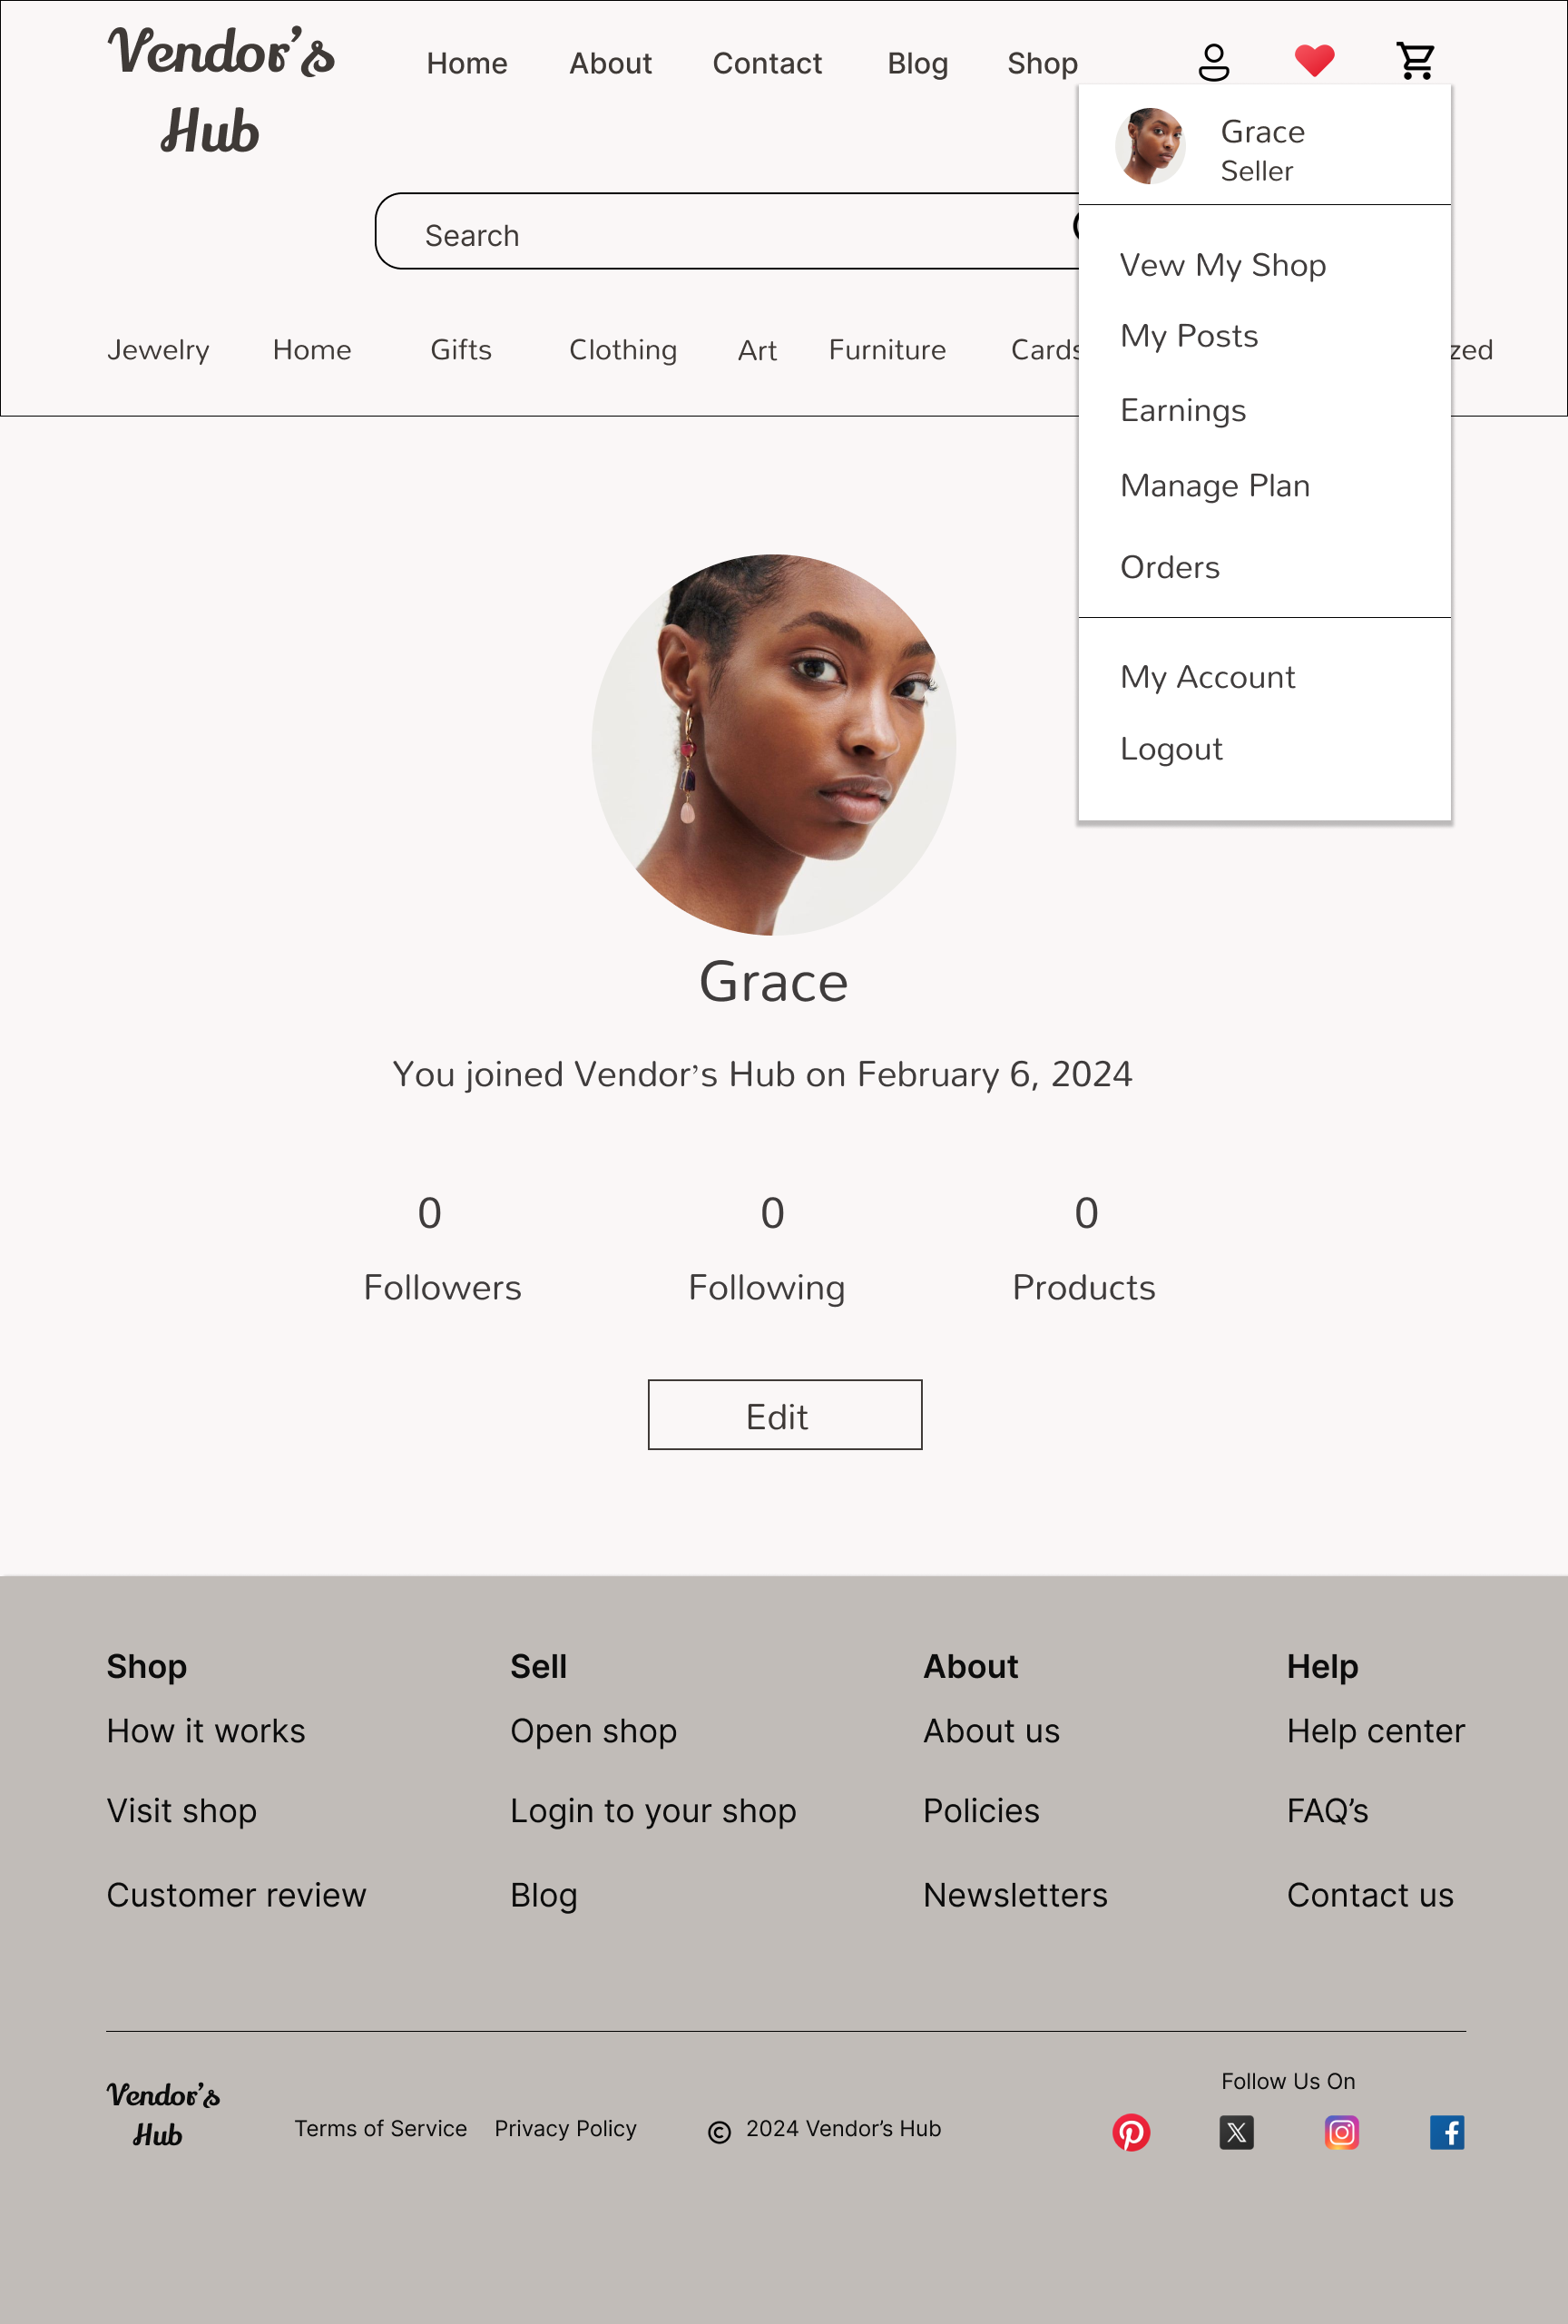 Vendor's
Hub
Home About Contact Blog Shop
Grace
Seller
Search
Vew My Shop
My Posts
Earnings
Manage Plan
Orders
My Account
Logout
Jewelry Home Gifts Clothing Art Furniture Cards zed
Grace
You joined Vendor's Hub on February 6, 2024
0 0 0
Followers Following Products
Edit
Shop Sell About Help
How it works Open shop About us Help center
Visit shop Login to your shop Policies FAQ's
Customer review Blog Newsletters Contact us
Follow Us On
Vendor's
Hub
Terms of Service Privacy Policy © 2024 Vendor's Hub